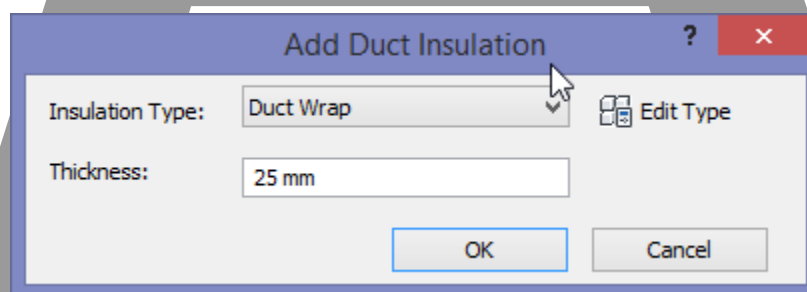 Add Duct Insulation ?
Insulation Type: Duct Wrap Edit Type
Thickness: 25 mm
OK Cancel